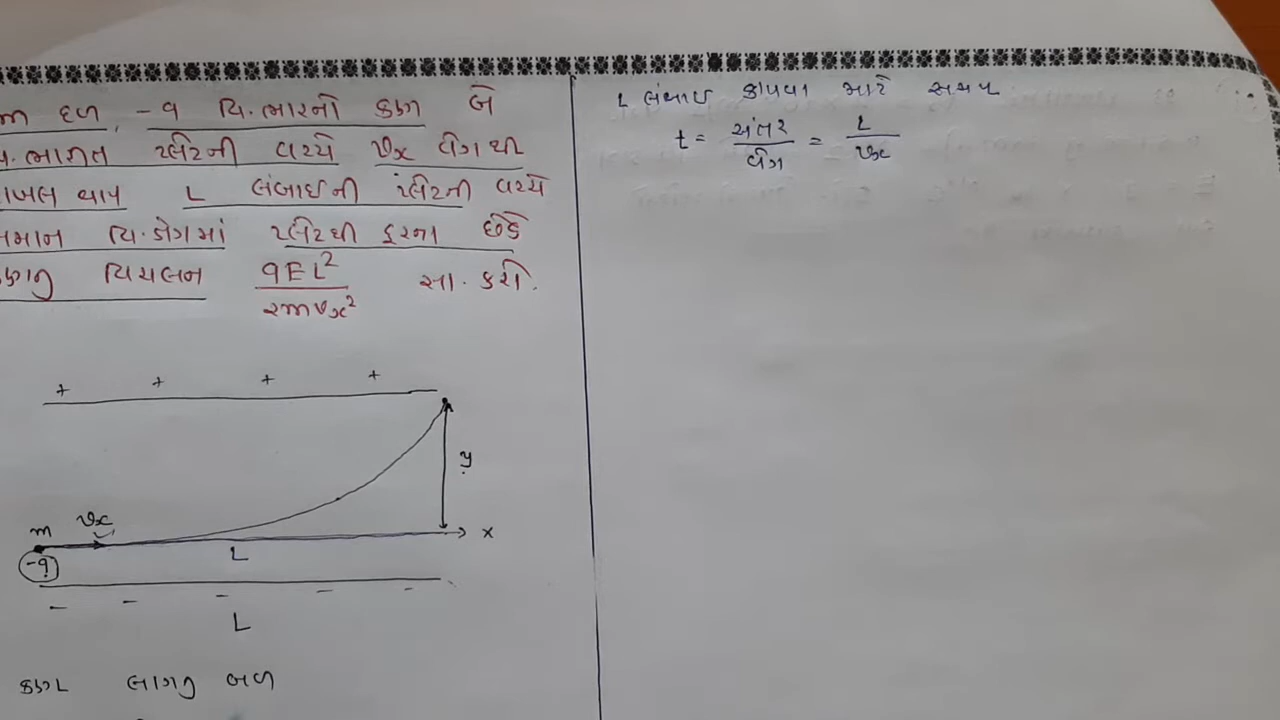 દળ, -q વિ.ભારનો કણ બે
વિ.ભારીત પ્લેટની વચ્ચે vx વેગથી
દાખલ થાય L લંબાઈની પ્લેટની વચ્ચે
સમાન વિ.ક્ષેત્રમાં પ્લેટથી દૂરના છેડે
કણનું વિચલન qEL²/2mvx² સા. કરો.
+ + + +
y
m vx
x
-q
L
- - - - -
L
કણ લાગતુ બળ
L લંબાઈ કાપવા માટે સમય
t = અંતર/વેગ = L/vx